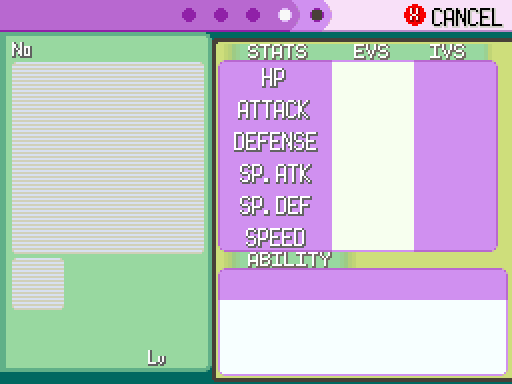 X CANCEL
No
STATS EVS IVS
HP
ATTACK
DEFENSE
SP.ATK
SP.DEF
SPEED
ABILITY
Lv